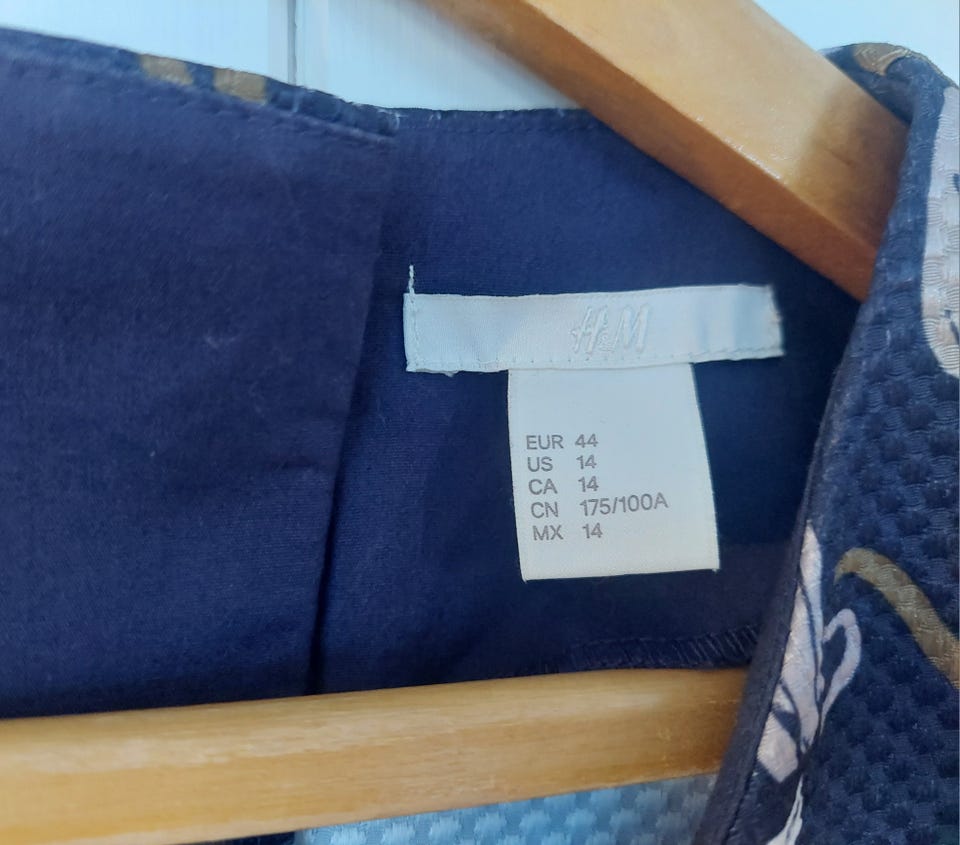 H&M
EUR 44
US 14
CA 14
CN 175/100A
MX 14